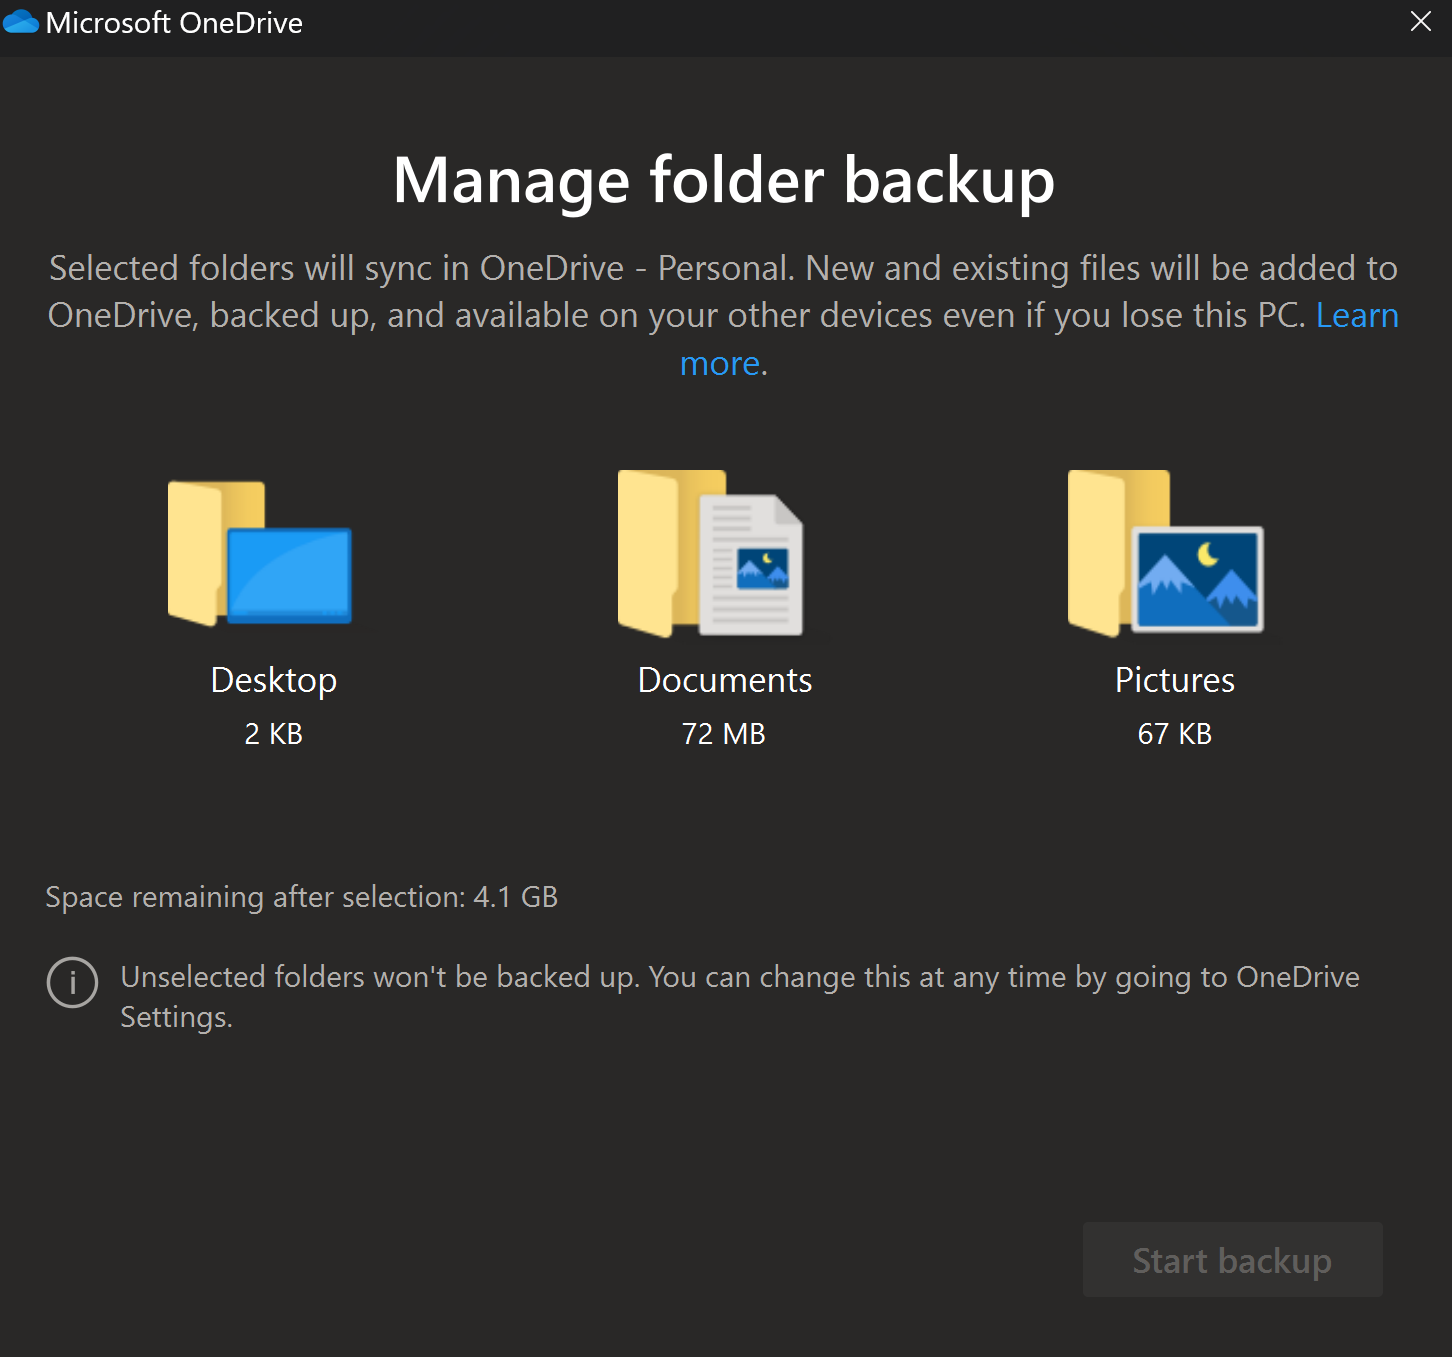 Microsoft OneDrive
Manage folder backup
Selected folders will sync in OneDrive - Personal. New and existing files will be added to
OneDrive, backed up, and available on your other devices even if you lose this PC. Learn
more.
Desktop
2 KB
Documents
72 MB
Pictures
67 KB
Space remaining after selection: 4.1 GB
Unselected folders won't be backed up. You can change this at any time by going to OneDrive
Settings.
Start backup